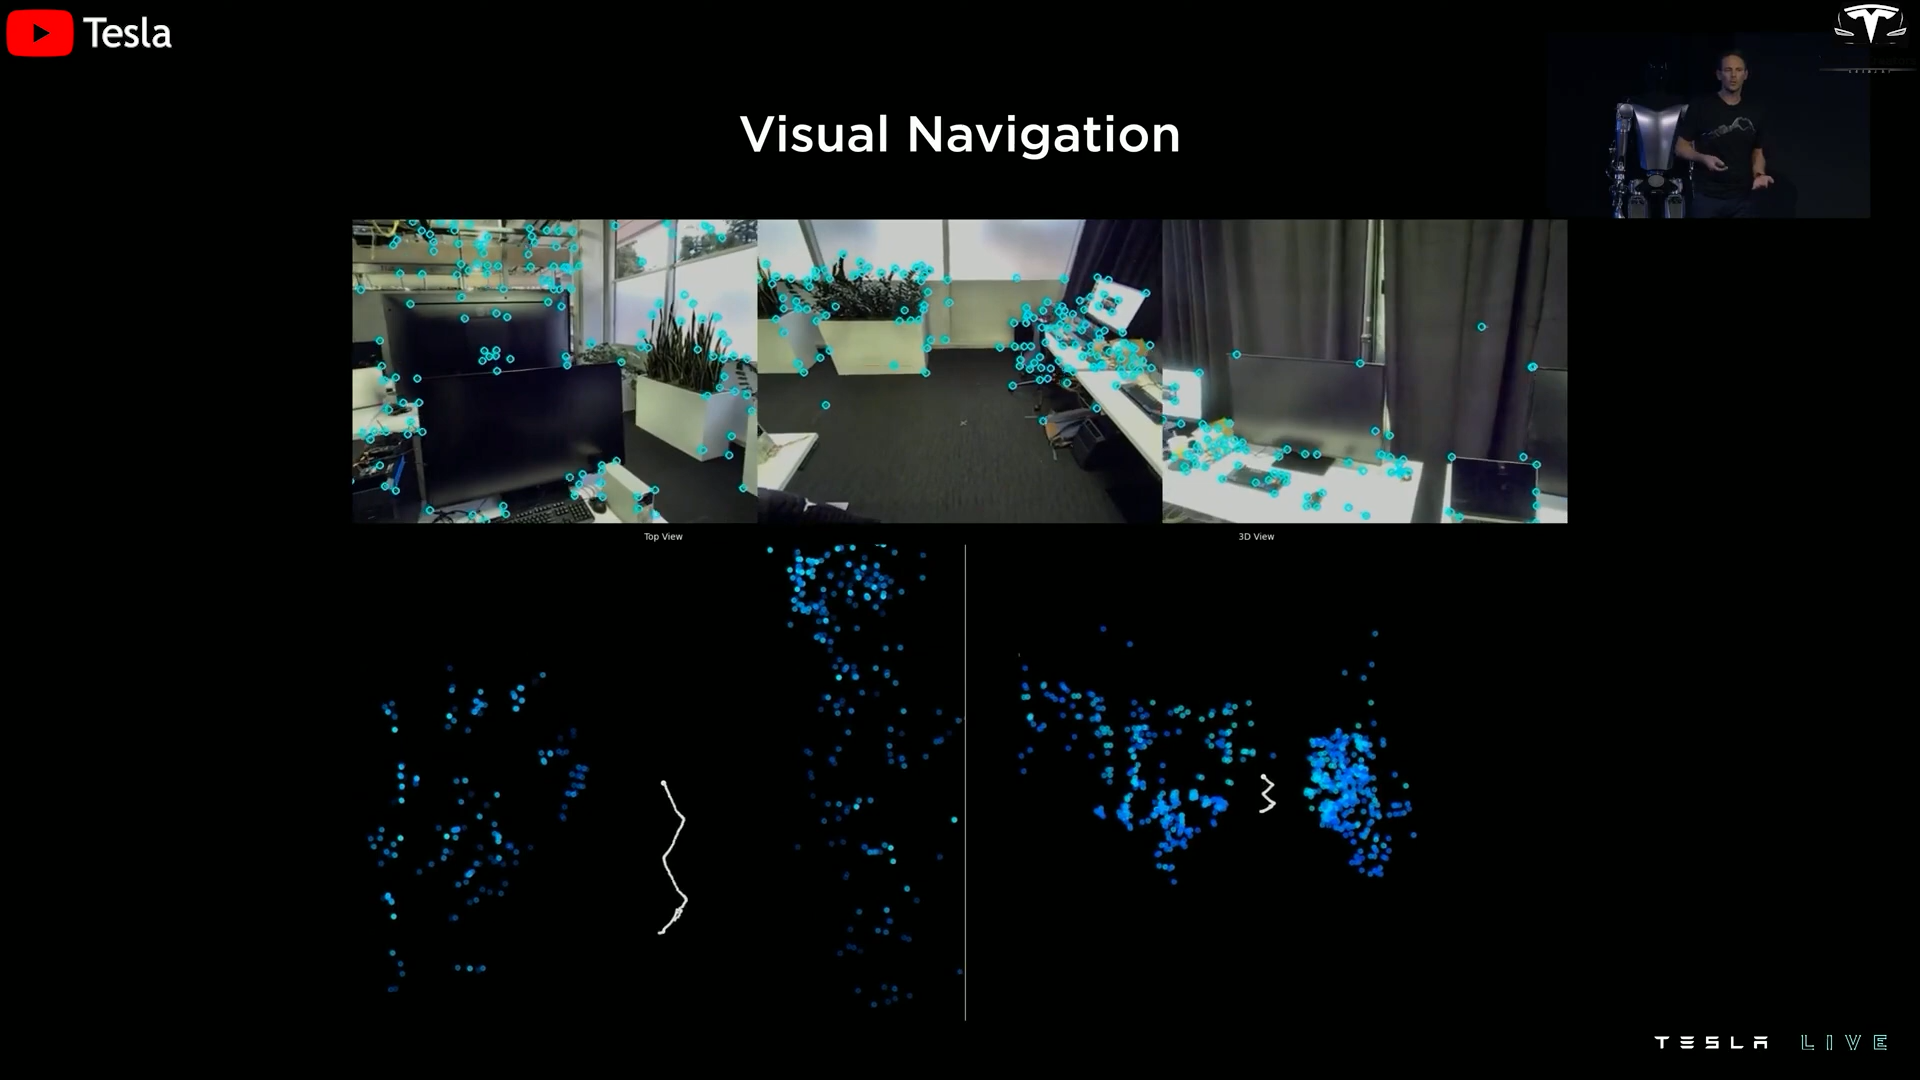 Tesla
Visual Navigation
Top View
3D View
TESLA LIVE